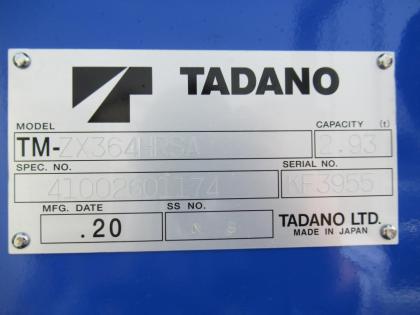 TADANO
MODEL CAPACITY (t)
TM-ZX364HRSA 2.93
SPEC. NO. SERIAL NO.
KF3955
MFG. DATE SS NO.
.20
TADANO LTD.
MADE IN JAPAN